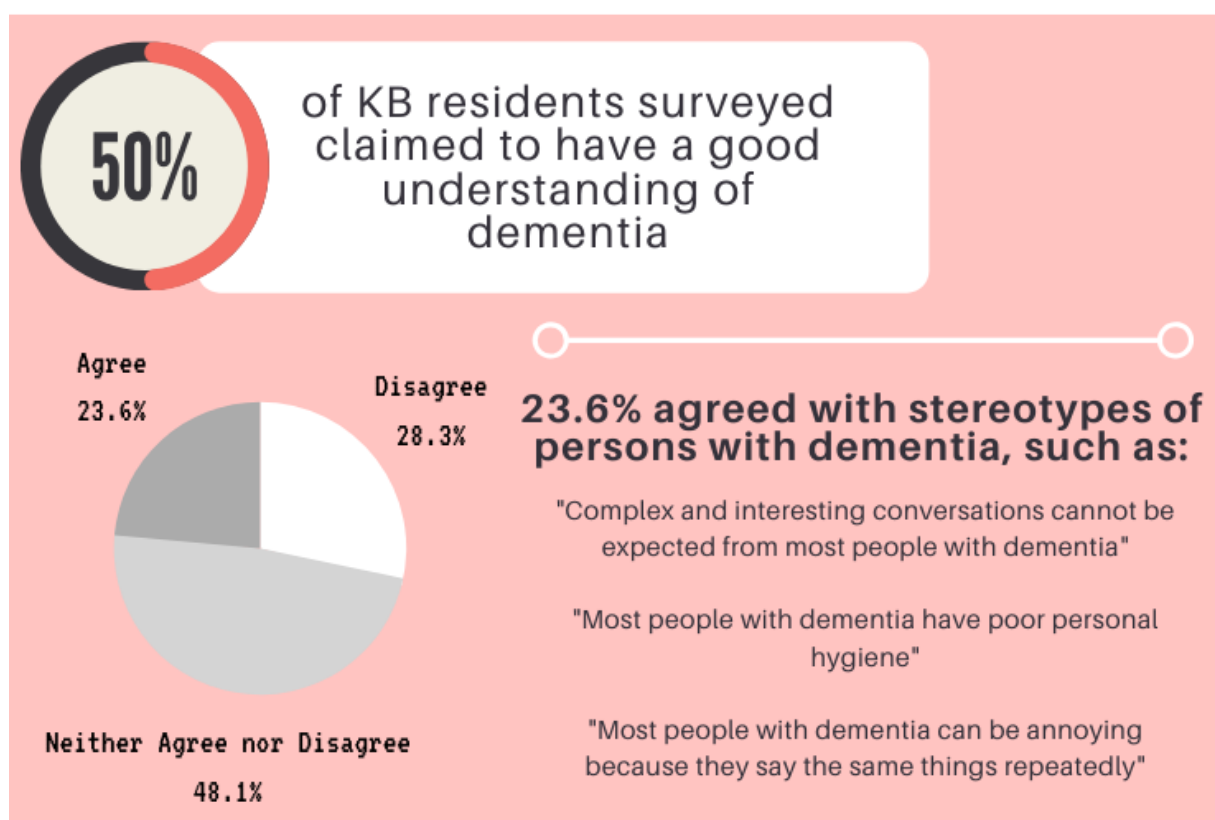 50%
of KB residents surveyed
claimed to have a good
understanding of
dementia
Agree
23.6%
Disagree
28.3%
Neither Agree nor Disagree
48.1%
23.6% agreed with stereotypes of
persons with dementia, such as:
"Complex and interesting conversations cannot be
expected from most people with dementia"
"Most people with dementia have poor personal
hygiene"
"Most people with dementia can be annoying
because they say the same things repeatedly"